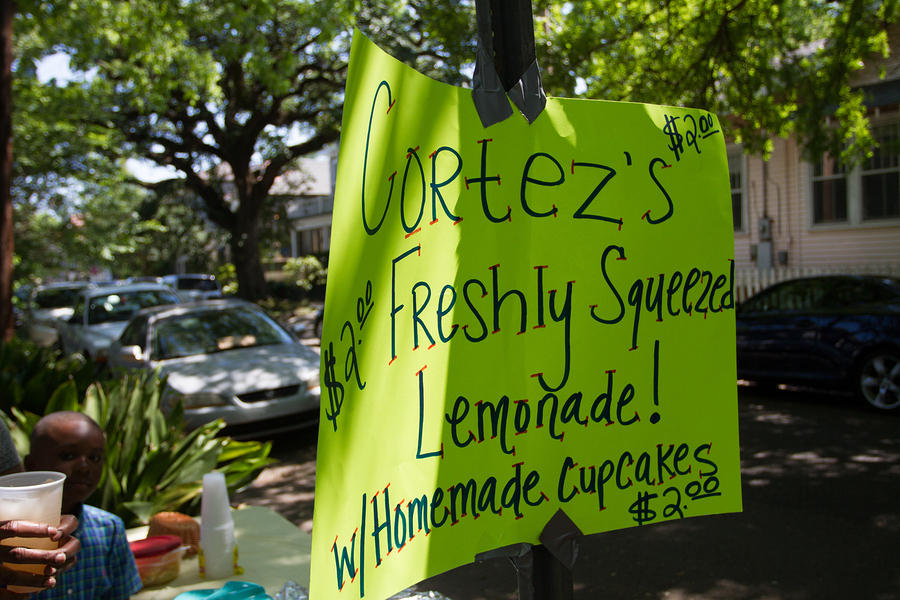 $2.00
Cortez's
Freshly Squeezed
$2.00
Lemonade!
w/Homemade Cupcakes
$2.00